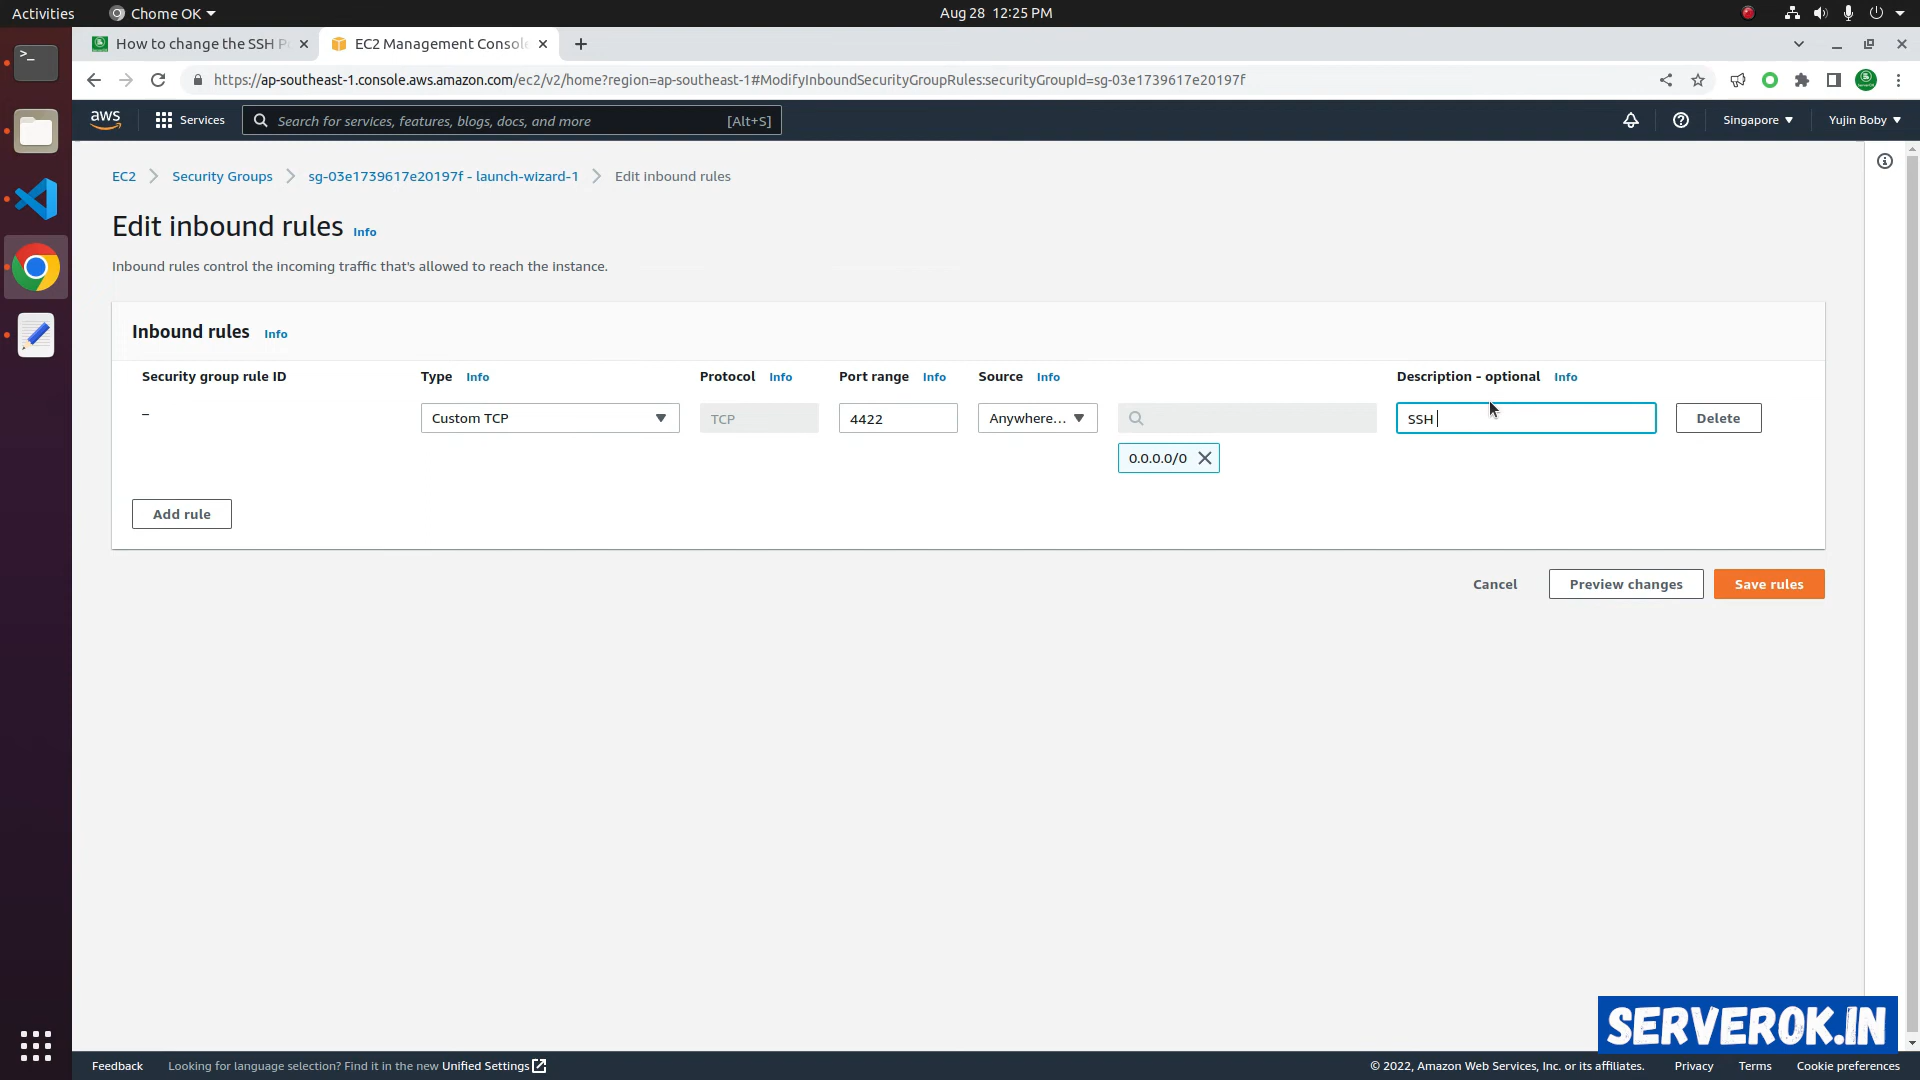 Activities
Chome OK
Aug 28 12:25 PM
How to change the SSH P
EC2 Management Consol
https://ap-southeast-1.console.aws.amazon.com/ec2/v2/home?region=ap-southeast-1#ModifyInboundSecurityGroupRules:securityGroupId=sg-03e1739617e20197f
aws
Services
Search for services, features, blogs, docs, and more
[Alt+S]
Singapore
Yujin Boby
EC2
Security Groups
sg-03e1739617e20197f - launch-wizard-1
Edit inbound rules
Edit inbound rules Info
Inbound rules control the incoming traffic that's allowed to reach the instance.
Inbound rules Info
Security group rule ID
Type Info
Protocol Info
Port range Info
Source Info
Description - optional Info
–
Custom TCP
TCP
4422
Anywhere...
SSH
Delete
0.0.0.0/0
Add rule
Cancel
Preview changes
Save rules
SERVEROK.IN
Feedback
Looking for language selection? Find it in the new Unified Settings
© 2022, Amazon Web Services, Inc. or its affiliates.
Privacy
Terms
Cookie preferences